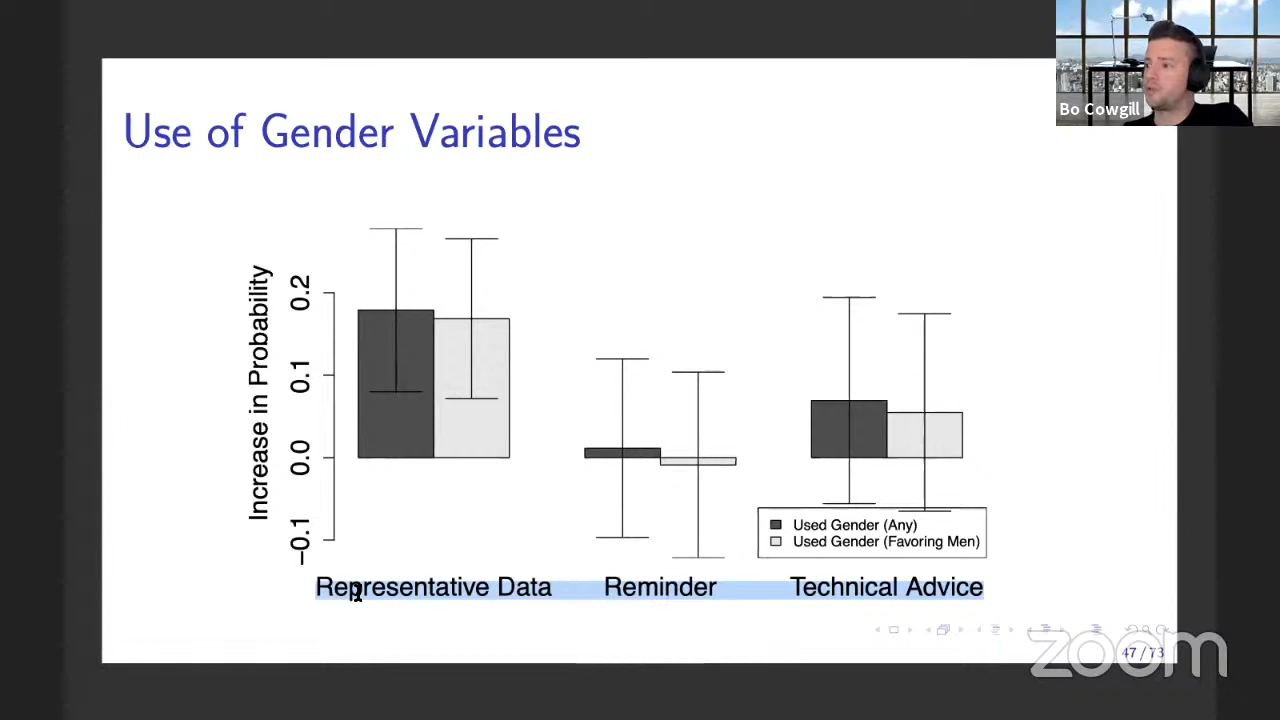 Bo Cowgill
Use of Gender Variables
Increase in Probability
0.2
0.1
0.0
−0.1
Used Gender (Any)
Used Gender (Favoring Men)
Representative Data
Reminder
Technical Advice
47 / 73
zoom